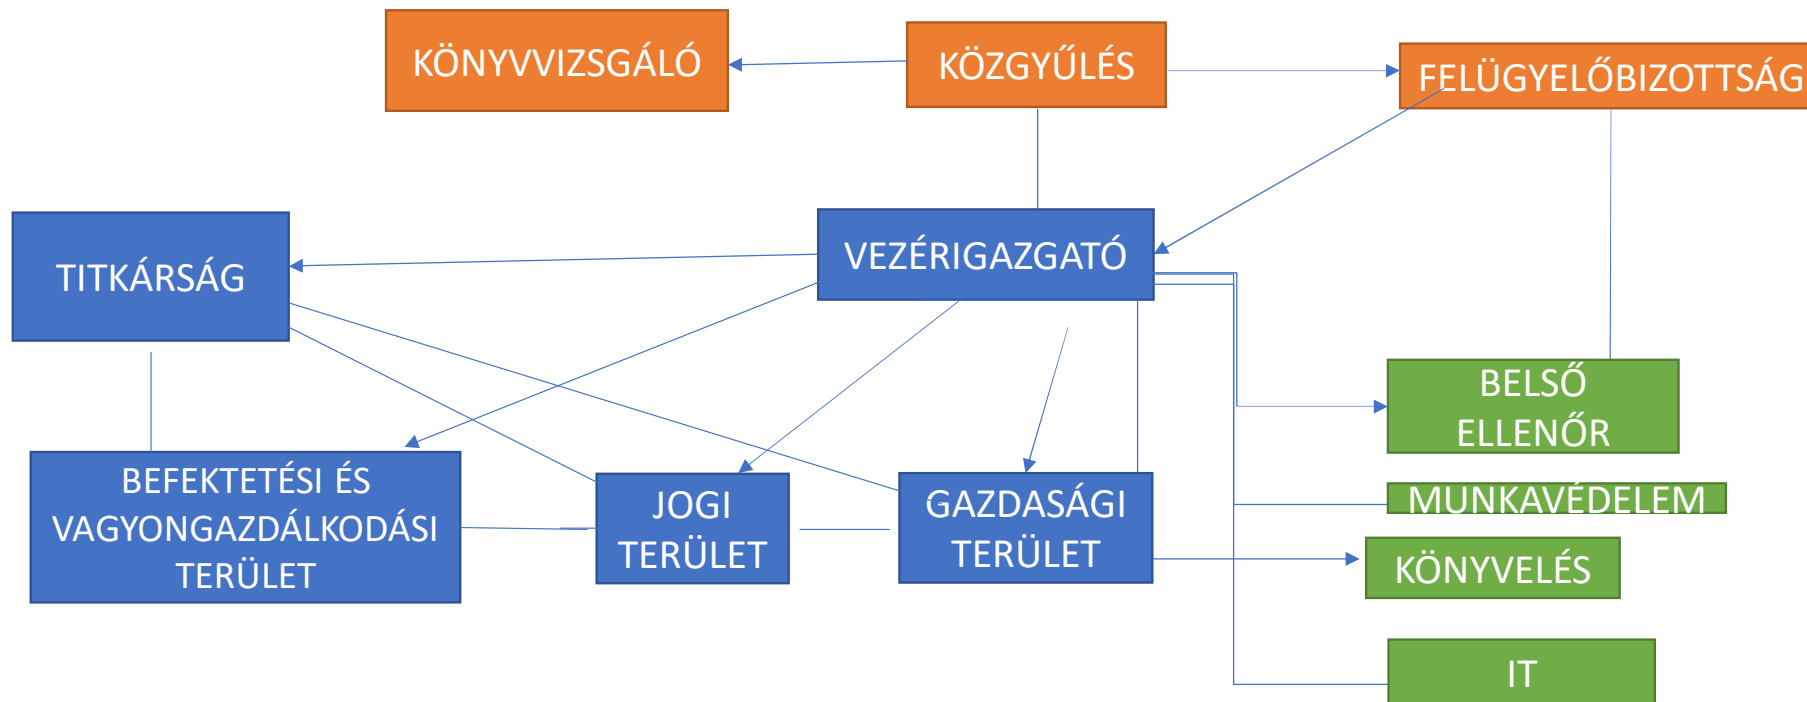 KÖNYVVIZSGÁLÓ
KÖZGYŰLÉS
FELÜGYELŐBIZOTTSÁG
TITKÁRSÁG
VEZÉRIGAZGATÓ
BEFEKTETÉSI ÉS
VAGYONGAZDÁLKODÁSI
TERÜLET
JOGI
TERÜLET
GAZDASÁGI
TERÜLET
BELSŐ
ELLENŐR
MUNKAVÉDELEM
KÖNYVELÉS
IT